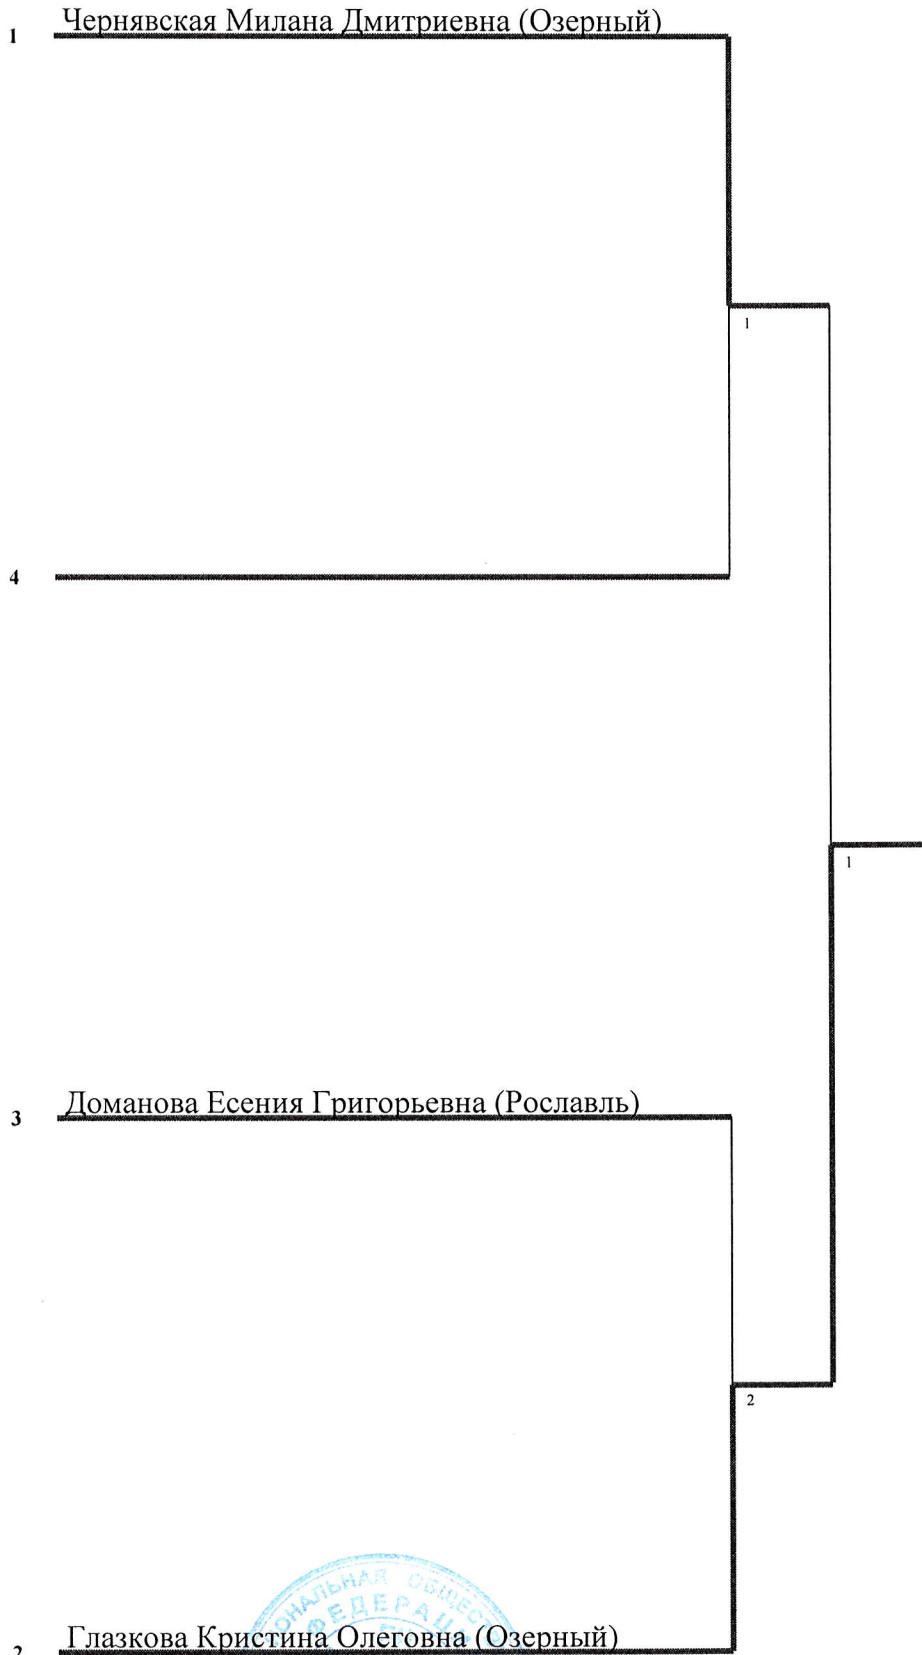 1 Чернявская Милана Дмитриевна (Озерный)
1
4
1
3 Доманова Есения Григорьевна (Рославль)
2
ФЕДЕРАЦИ
2 Глазкова Кристина Олеговна (Озерный)